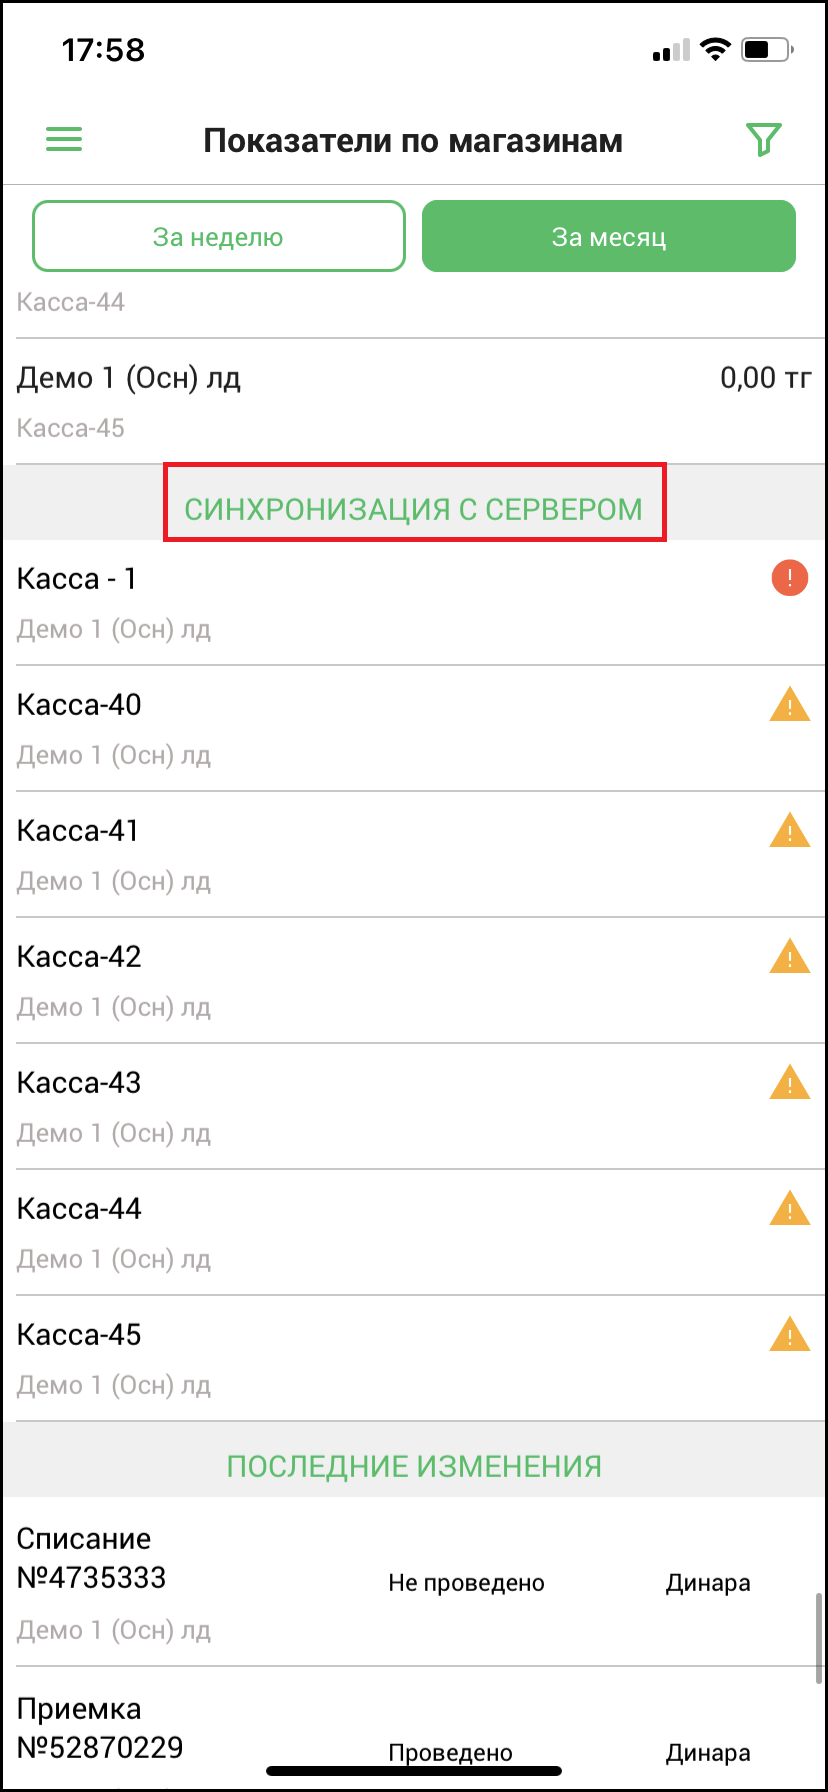 17:58
Показатели по магазинам
За неделю
За месяц
Касса-44
Демо 1 (Осн) лд 0,00 тг
Касса-45
СИНХРОНИЗАЦИЯ С СЕРВЕРОМ
Касса - 1
Демо 1 (Осн) лд
Касса-40
Демо 1 (Осн) лд
Касса-41
Демо 1 (Осн) лд
Касса-42
Демо 1 (Осн) лд
Касса-43
Демо 1 (Осн) лд
Касса-44
Демо 1 (Осн) лд
Касса-45
Демо 1 (Осн) лд
ПОСЛЕДНИЕ ИЗМЕНЕНИЯ
Списание
№4735333 Не проведено Динара
Демо 1 (Осн) лд
Приемка
№52870229 Проведено Динара